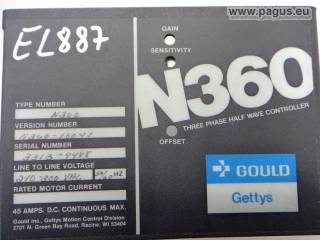 www.pagus.eu
EL887
GAIN
SENSITIVITY
N360
THREE PHASE HALF WAVE CONTROLLER
OFFSET
TYPE NUMBER
N360
VERSION NUMBER
SERIAL NUMBER
LINE TO LINE VOLTAGE
HZ
RATED MOTOR CURRENT
45 AMPS. D.C. CONTINUOUS MAX.
Gould Inc., Gettys Motion Control Division
2701 N. Green Bay Road, Racine, WI 53404
GOULD
Gettys